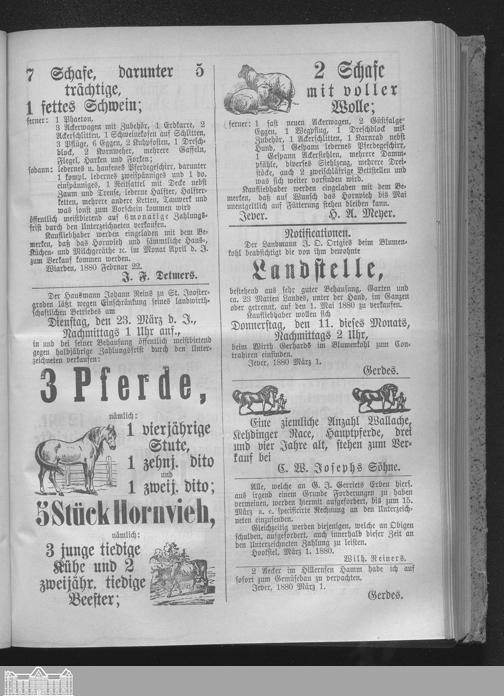 7 Schafe, darunter 5
trächtige,
1 fettes Schwein;
ferner: 1 Phaeton,
3 Ackerwagen mit Zubehör, 1 Erdkarre, 2
Ackerschlitten, 1 Schweinekofen auf Schlitten,
3 Pflüge, 6 Eggen, 2 Kuhpfosten, 1 Dresch-
block, 2 Kornweher, mehrere Gaffeln,
Flegel, Harken und Forken;
sodann: ledernes u. hanfenes Pferdegeschirr, darunter
1 kompl. ledernes zweispänniges und 1 do.
einspänniges, 1 Reitsattel mit Decke nebst
Zaum und Trense, lederne Halfter, Halfter-
ketten, mehrere andere Ketten, Tauwerk und
was sonst zum Vorschein kommen wird
öffentlich meistbietend auf 6monatige Zahlungs-
frist durch den Unterzeichneten verkaufen.
Kaufliebhaber werden eingeladen mit dem Be-
merken, daß das Hornvieh und sämmtliche Haus-,
Küchen- und Milchgeräthe ꝛc. im Monat April d. J.
zum Verkauf kommen werden.
Wiarden, 1880 Februar 22.
J. F. Detmers.
Der Hausmann Johann Reins zu St. Jooster-
groden läßt wegen Einschränkung seines landwirth-
schaftlichen Betriebes am
Dienstag, den 23. März d. J.,
Nachmittags 1 Uhr auf.,
in und bei seiner Behausung öffentlich meistbietend
gegen halbjährige Zahlungsfrist durch den Unter-
zeichneten verkaufen:
3 Pferde,
nämlich:
1 vierjährige
Stute,
1 zehnj. dito
und
1 zweij. dito;
5 Stück Hornvieh,
nämlich:
3 junge tiedige
Kühe und 2
zweijähr. tiedige
Beester;
2 Schafe
mit voller
Wolle;
ferner: 1 fast neuen Ackerwagen, 2 Güstfalge-
Eggen, 1 Wegpflug, 1 Dreschblock mit
Zubehör, 1 Ackerschlitten, 1 Karnrad nebst
Hund, 1 Gespann ledernes Pferdegeschirr,
1 Gespann Ackersiehlen, mehrere Damm-
pfähle, diverses Siehlzeug, mehrere Drei-
stöcke, auch 2 zweischläfrige Bettstellen und
was sich weiter vorfinden wird.
Kaufliebhaber werden eingeladen mit dem Be-
merken, daß auf Wunsch das Hornvieh bis Mai
unentgeltlich auf Fütterung stehen bleiben kann.
Jever. H. A. Meyer.
Notificationen.
Der Landmann J. O. Ortgies beim Blumen-
kohl beabsichtigt die von ihm bewohnte
Landstelle,
bestehend aus sehr guter Behausung, Garten und
ca. 23 Matten Landes, unter der Hand, im Ganzen
oder getrennt, auf den 1. Mai 1880 zu verkaufen.
Kaufliebhaber wollen sich
Donnerstag, den 11. dieses Monats,
Nachmittags 2 Uhr,
beim Wirth Gerhards im Blumenkohl zum Con-
trahiren einfinden.
Jever, 1880 März 1.
Gerdes.
Eine ziemliche Anzahl Wallache,
Kehdinger Race, Hauptpferde, drei
und vier Jahre alt, stehen zum Ver-
kauf bei
C. W. Josephs Söhne.
Alle, welche an G. J. Gerriets Erben hies.
aus irgend einem Grunde Forderungen zu haben
vermeinen, werden hiermit aufgefordert, bis zum 15.
März u. c. specificirte Rechnung an den Unterzeich-
neten einzusenden.
Gleichzeitig werden diejenigen, welche an Obigen
schulden, aufgefordert, auch innerhalb dieser Zeit an
den Unterzeichneten Zahlung zu leisten.
Hooksiel, März 1. 1880.
Wilh. Reiners.
2 Aecker im Hillernsen Hamm habe ich auf
sofort zum Gemüsebau zu verpachten.
Jever, 1880 März 1.
Gerdes.